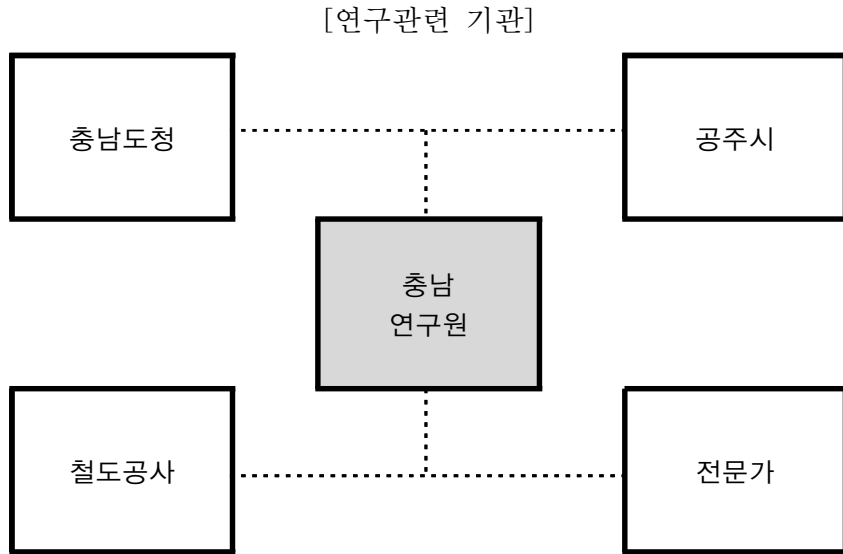 [연구관련 기관]
충남도청
공주시
충남
연구원
철도공사
전문가